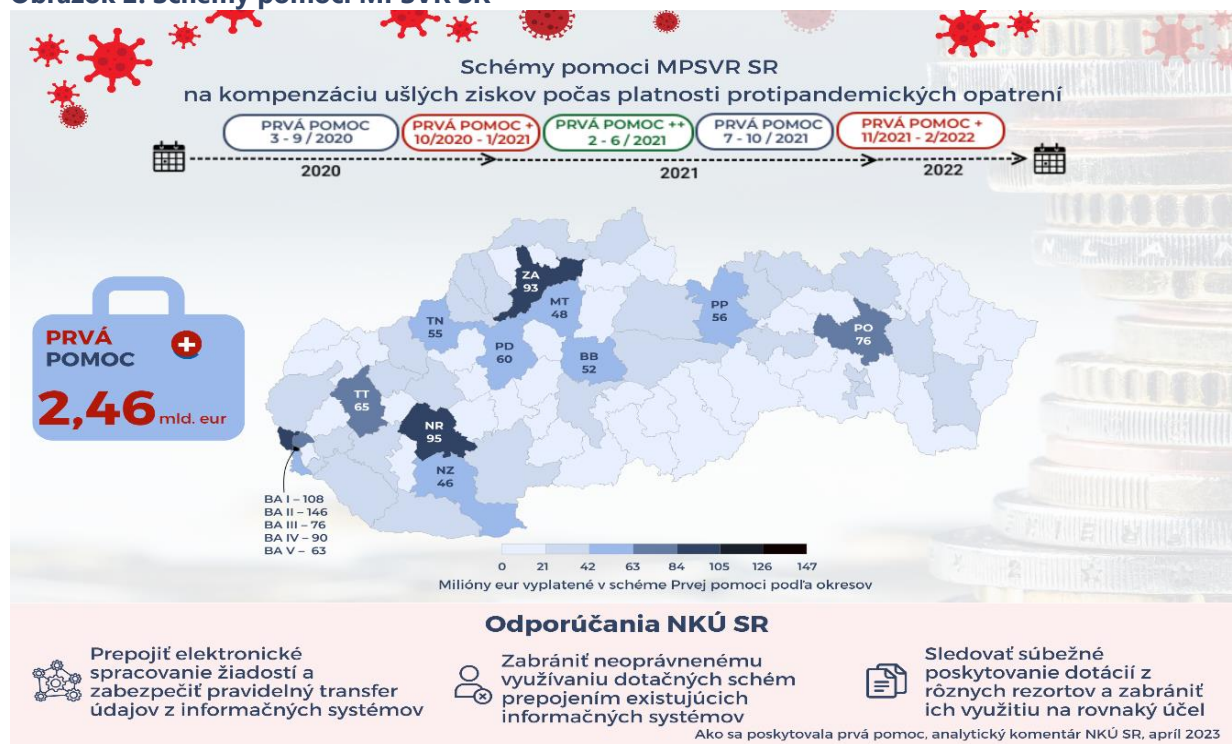 Obrázok 2: Schémy pomoci MPSVR SR
Schémy pomoci MPSVR SR
na kompenzáciu ušlých ziskov počas platnosti protipandemických opatrení
PRVÁ POMOC
3 - 9 / 2020
PRVÁ POMOC +
10/2020 - 1/2021
PRVÁ POMOC ++
2 - 6 / 2021
PRVÁ POMOC
7 - 10 / 2021
PRVÁ POMOC +
11/2021 - 2/2022
2020
2021
2022
PRVÁ
POMOC
2,46 mld. eur
ZA
93
MT
48
TN
55
PD
60
BB
52
PP
56
PO
76
TT
65
NR
95
NZ
46
BA I – 108
BA II – 146
BA III – 76
BA IV – 90
BA V – 63
0 21 42 63 84 105 126 147
Milióny eur vyplatené v schéme Prvej pomoci podľa okresov
Odporúčania NKÚ SR
Prepojiť elektronické
spracovanie žiadostí a
zabezpečiť pravidelný transfer
údajov z informačných systémov
Zabrániť neoprávnenému
využívaniu dotačných schém
prepojením existujúcich
informačných systémov
Sledovať súbežné
poskytovanie dotácií z
rôznych rezortov a zabrániť
ich využitiu na rovnaký účel
Ako sa poskytovala prvá pomoc, analytický komentár NKÚ SR, apríl 2023